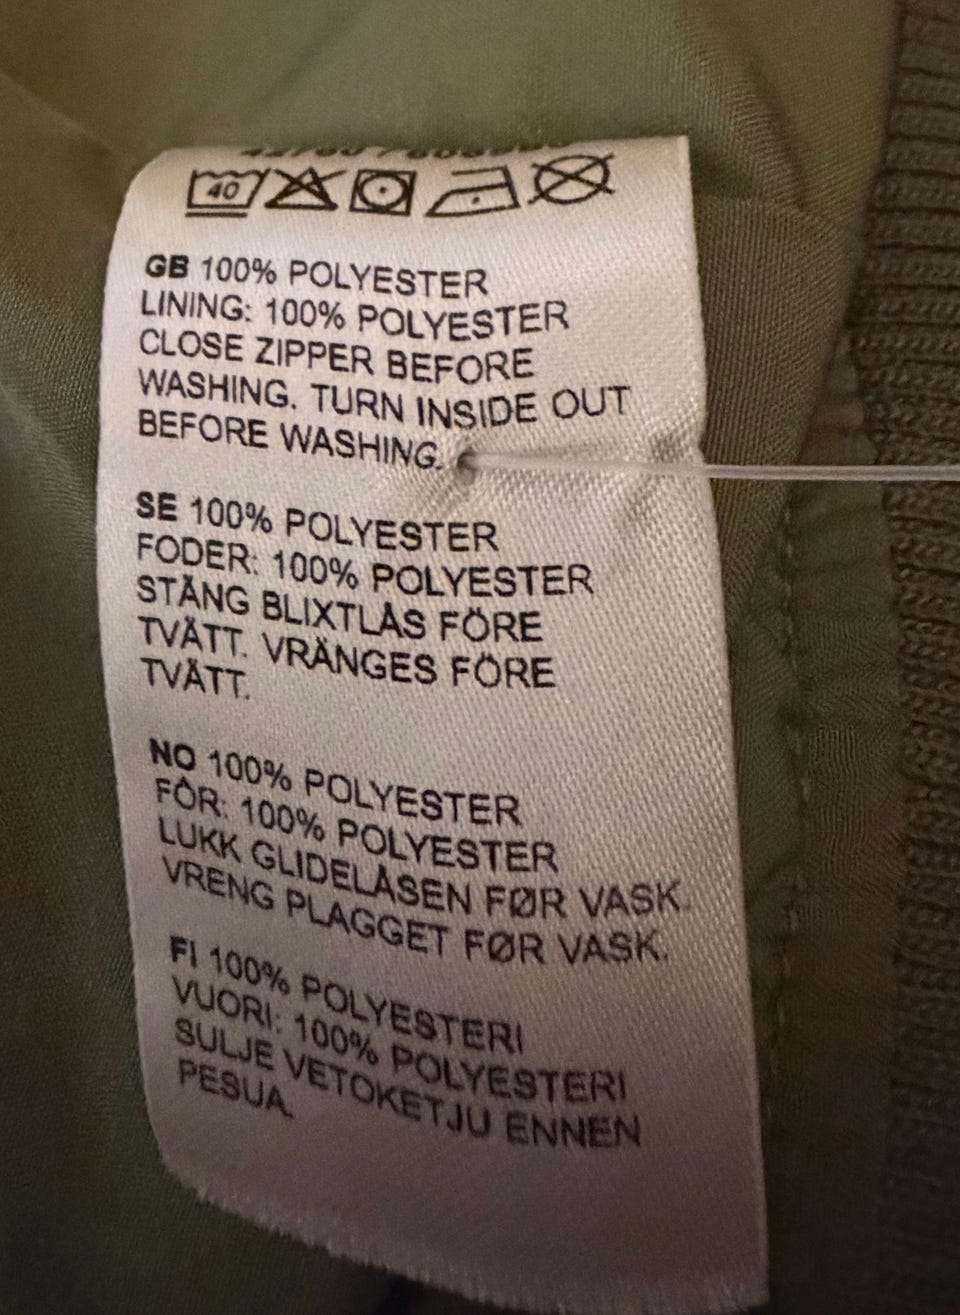 40
GB 100% POLYESTER
LINING: 100% POLYESTER
CLOSE ZIPPER BEFORE
WASHING. TURN INSIDE OUT
BEFORE WASHING.
SE 100% POLYESTER
FODER: 100% POLYESTER
STÄNG BLIXTLÅS FÖRE
TVÄTT. VRÄNGES FÖRE
TVÄTT.
NO 100% POLYESTER
FÔR: 100% POLYESTER
LUKK GLIDELÅSEN FØR VASK.
VRENG PLAGGET FØR VASK.
FI 100% POLYESTERI
VUORI: 100% POLYESTERI
SULJE VETOKETJU ENNEN
PESUA.